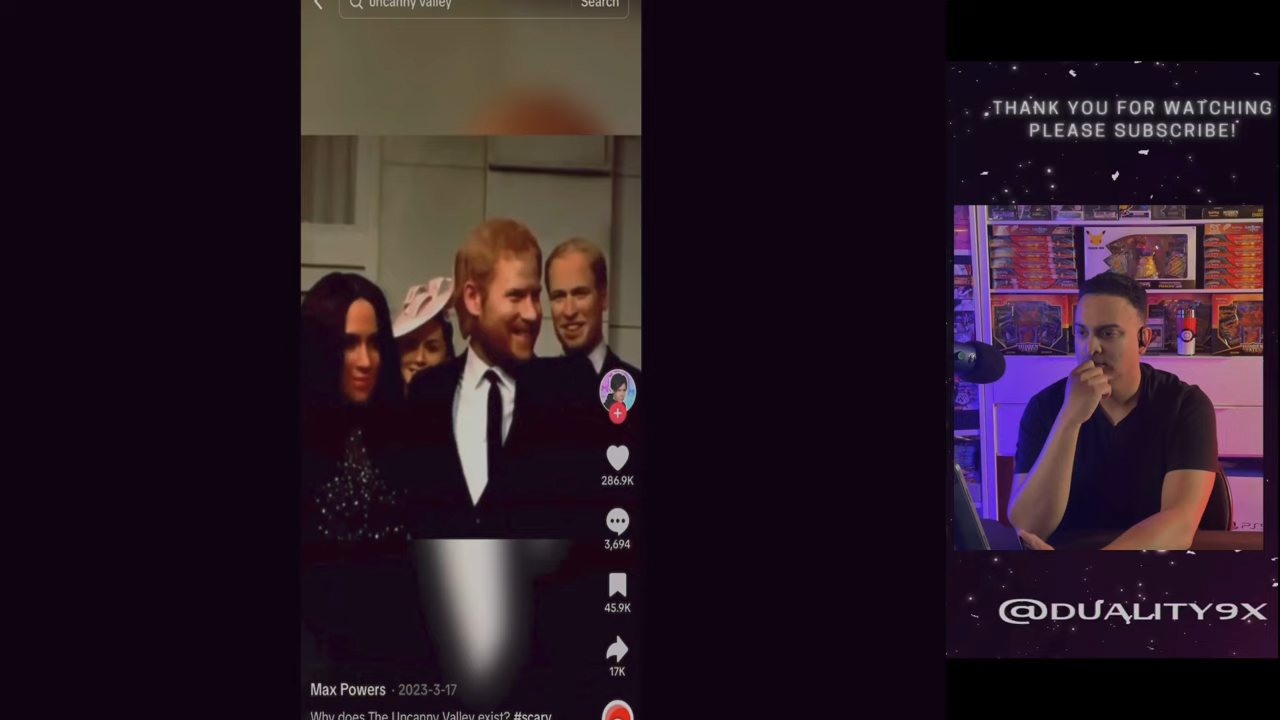 uncanny valley
Search
286.9K
3,694
45.9K
17K
Max Powers · 2023-3-17
Why does The Uncanny Valley exist? #scary
THANK YOU FOR WATCHING
PLEASE SUBSCRIBE!
@DUALITY9X